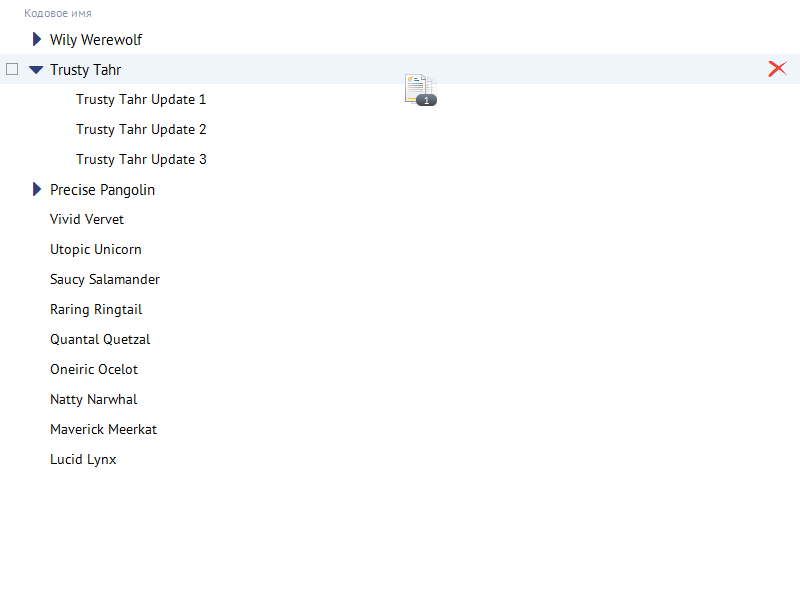 Кодовое имя
Wily Werewolf
Trusty Tahr
1
Trusty Tahr Update 1
Trusty Tahr Update 2
Trusty Tahr Update 3
Precise Pangolin
Vivid Vervet
Utopic Unicorn
Saucy Salamander
Raring Ringtail
Quantal Quetzal
Oneiric Ocelot
Natty Narwhal
Maverick Meerkat
Lucid Lynx